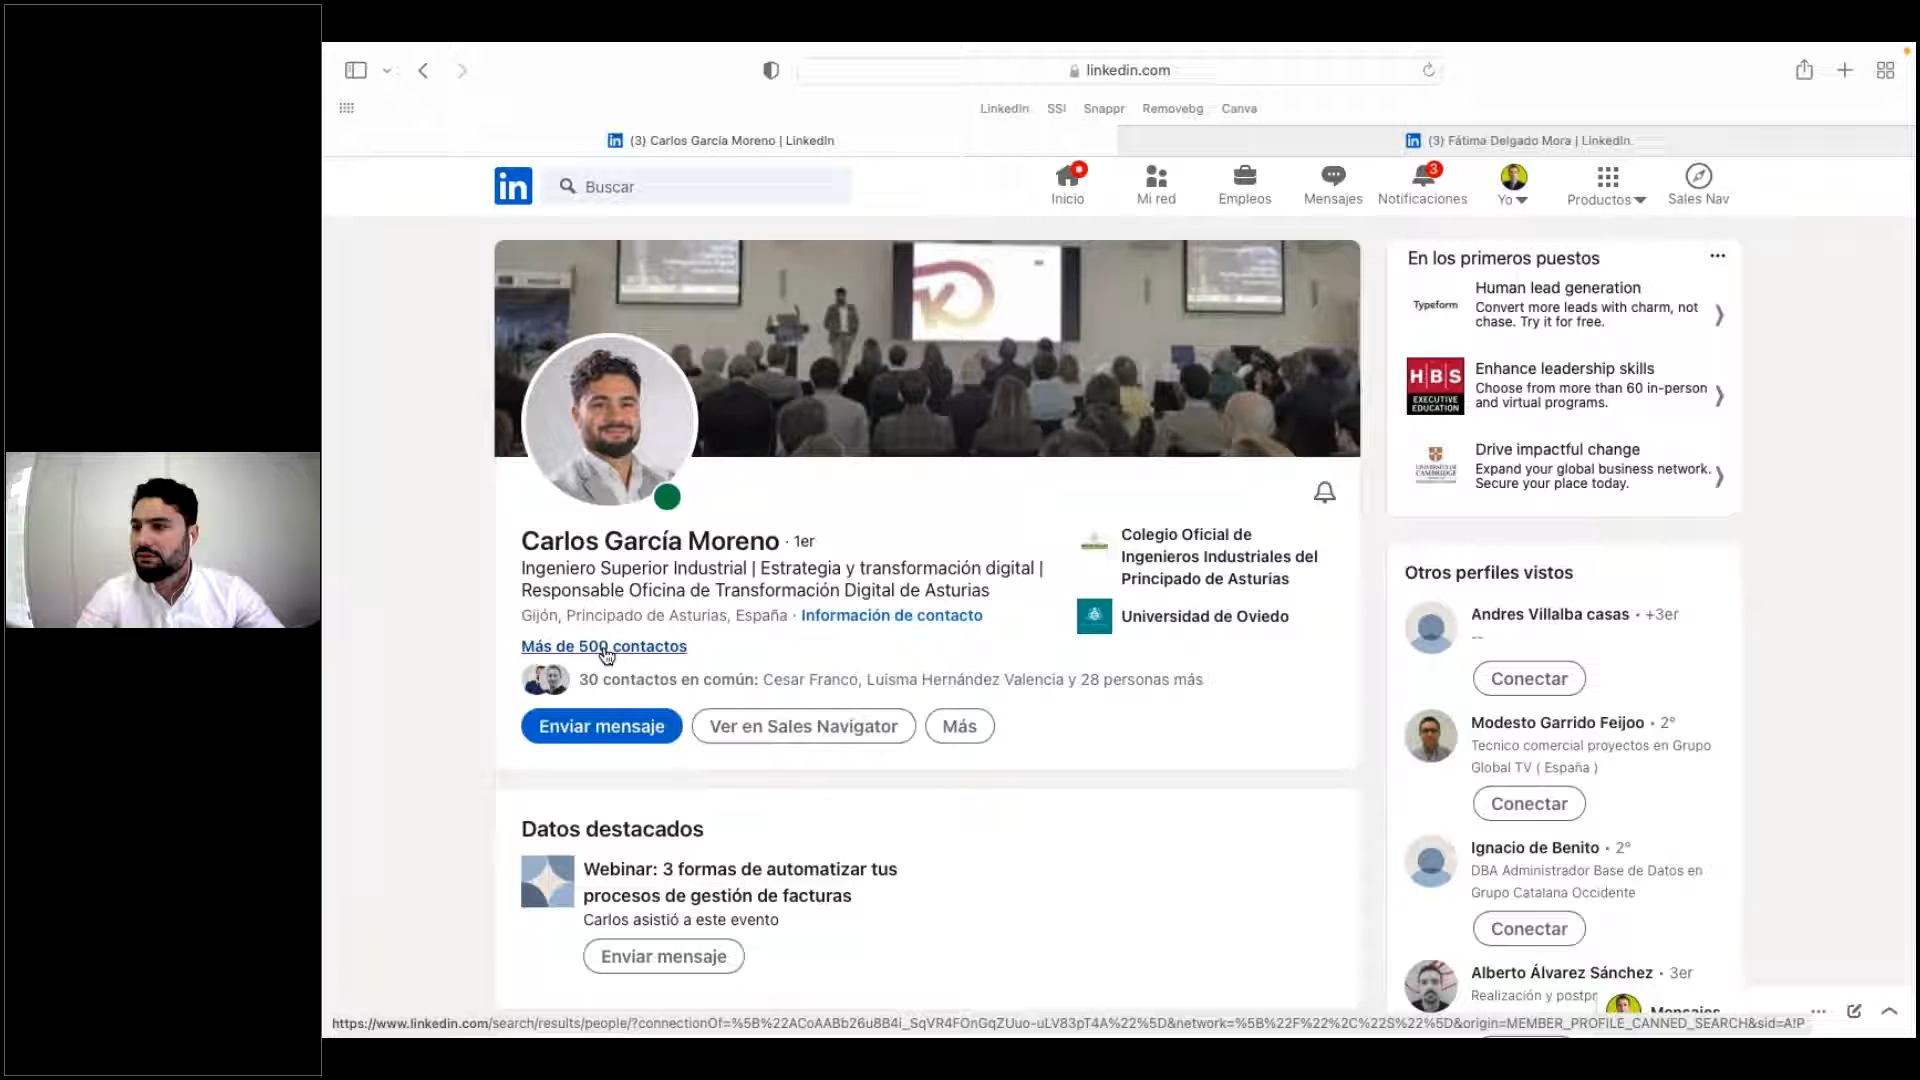 linkedin.com
LinkedIn SSI Snappr Removebg Canva
(3) Carlos García Moreno | LinkedIn
(3) Fátima Delgado Mora | LinkedIn
in
Buscar
Inicio
Mi red
Empleos
Mensajes
3
Notificaciones
Yo
Productos
Sales Nav
Carlos García Moreno · 1er
Ingeniero Superior Industrial | Estrategia y transformación digital |
Responsable Oficina de Transformación Digital de Asturias
Gijón, Principado de Asturias, España · Información de contacto
Más de 500 contactos
30 contactos en común: Cesar Franco, Luisma Hernández Valencia y 28 personas más
Enviar mensaje
Ver en Sales Navigator
Más
Colegio Oficial de
Ingenieros Industriales del
Principado de Asturias
Universidad de Oviedo
Datos destacados
Webinar: 3 formas de automatizar tus
procesos de gestión de facturas
Carlos asistió a este evento
Enviar mensaje
En los primeros puestos
Typeform
Human lead generation
Convert more leads with charm, not
chase. Try it for free.
HBS
EXECUTIVE
EDUCATION
Enhance leadership skills
Choose from more than 60 in-person
and virtual programs.
UNIVERSITY OF
CAMBRIDGE
Drive impactful change
Expand your global business network.
Secure your place today.
Otros perfiles vistos
Andres Villalba casas · +3er
--
Conectar
Modesto Garrido Feijoo · 2°
Tecnico comercial proyectos en Grupo
Global TV ( España )
Conectar
Ignacio de Benito · 2°
DBA Administrador Base de Datos en
Grupo Catalana Occidente
Conectar
Alberto Álvarez Sánchez · 3er
Realización y postpr
Mensajes
https://www.linkedin.com/search/results/people/?connectionOf=%5B%22ACoAABb26u8B4i_SqVR4FOnGqZUuo-uLV83pT4A%22%5D&network=%5B%22F%22%2C%22S%22%5D&origin=MEMBER_PROFILE_CANNED_SEARCH&sid=A!P